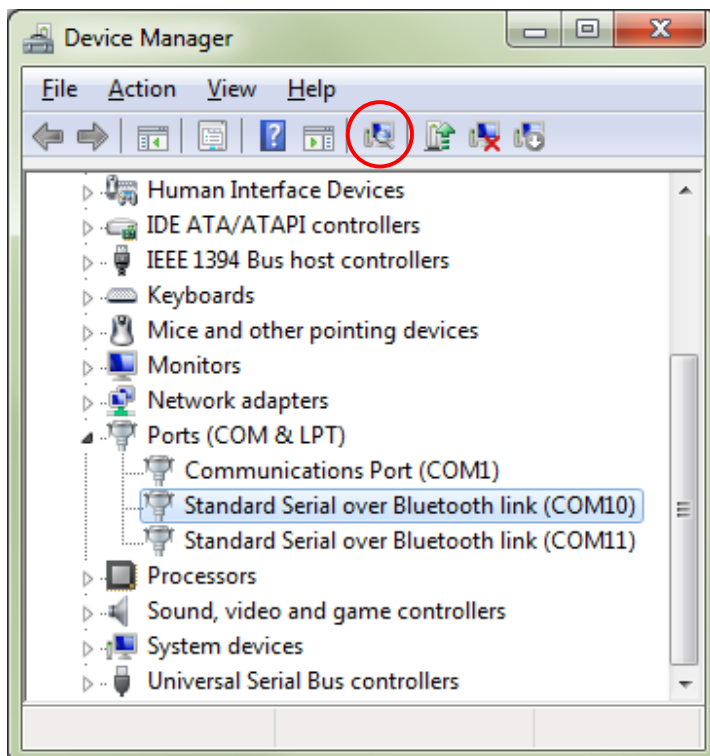 Device Manager
File Action View Help
Human Interface Devices
IDE ATA/ATAPI controllers
IEEE 1394 Bus host controllers
Keyboards
Mice and other pointing devices
Monitors
Network adapters
Ports (COM & LPT)
Communications Port (COM1)
Standard Serial over Bluetooth link (COM10)
Standard Serial over Bluetooth link (COM11)
Processors
Sound, video and game controllers
System devices
Universal Serial Bus controllers